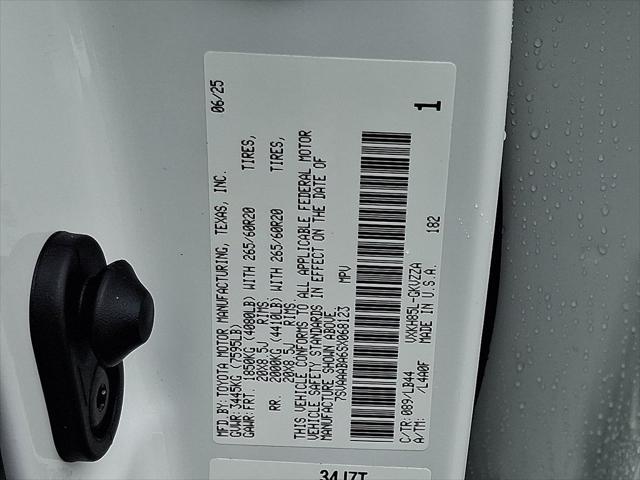 06/25
MFD.BY:TOYOTA MOTOR MANUFACTURING, TEXAS, INC.
GVWR:3445KG (7595LB)
GAWR:FRT. 1850KG (4080LB) WITH 265/60R20 TIRES,
20X8.5J RIMS
RR. 2000KG (4410LB) WITH 265/60R20 TIRES,
20X8.5J RIMS
THIS VEHICLE CONFORMS TO ALL APPLICABLE FEDERAL MOTOR
VEHICLE SAFETY STANDARDS IN EFFECT ON THE DATE OF
MANUFACTURE SHOWN ABOVE.
7SVAAABA6SX068123 MPV
1
C/TR:089/LB44 VXKH85L-QKVZZA
A/TM: /L4A0F MADE IN U.S.A. 182
34J7T